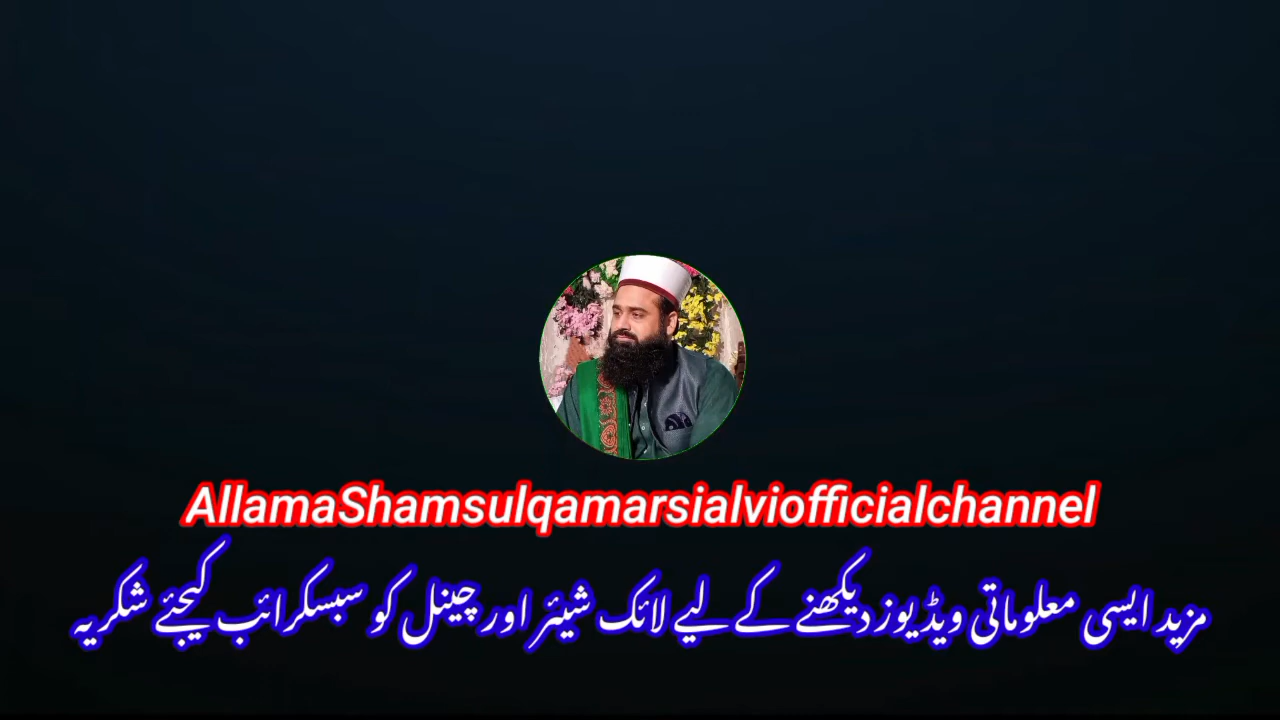 AllamaShamsulqamarsialviofficialchannel
مزید ایسی معلوماتی ویڈیوز دیکھنے کے لیے لائک شیئر اور چینل کو سبسکرائب کیجئے شکریہ